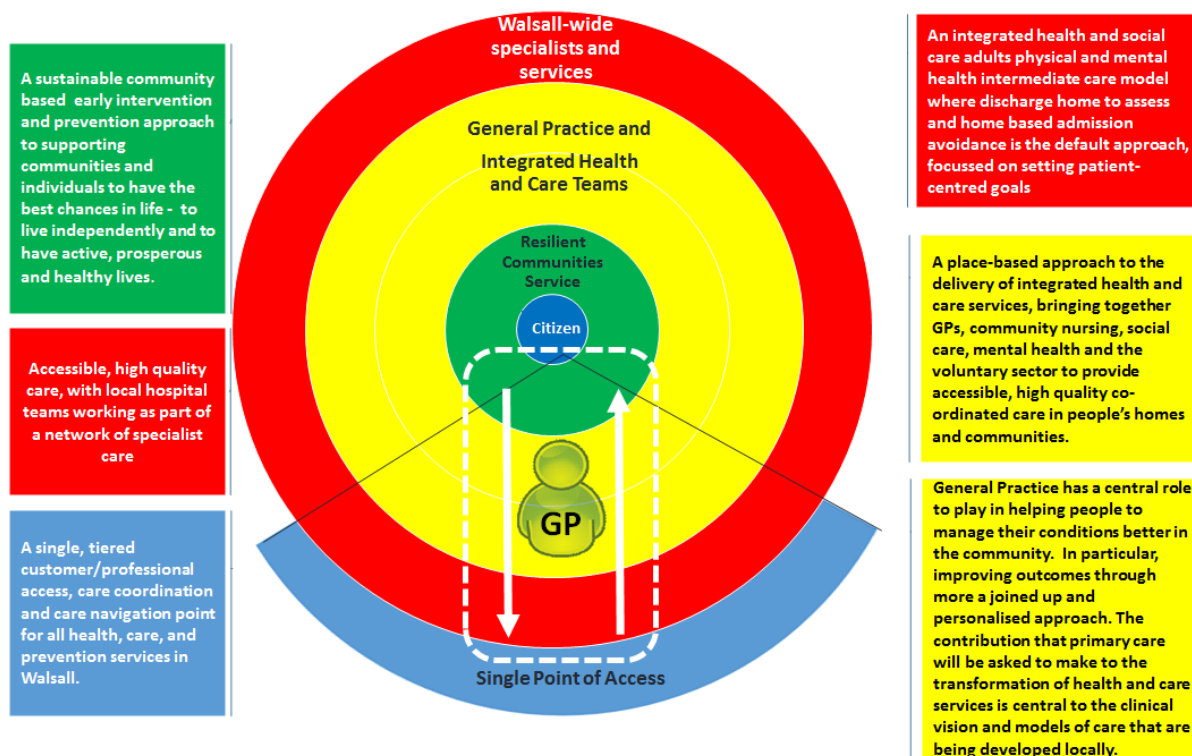 A sustainable community
based early intervention
and prevention approach
to supporting
communities and
individuals to have the
best chances in life - to
live independently and to
have active, prosperous
and healthy lives.
Accessible, high quality
care, with local hospital
teams working as part of
a network of specialist
care
A single, tiered
customer/professional
access, care coordination
and care navigation point
for all health, care, and
prevention services in
Walsall.
Walsall-wide
specialists and
services
General Practice and
Integrated Health
and Care Teams
Resilient
Communities
Service
Citizen
GP
Single Point of Access
An integrated health and social
care adults physical and mental
health intermediate care model
where discharge home to assess
and home based admission
avoidance is the default approach,
focussed on setting patient-
centred goals
A place-based approach to the
delivery of integrated health and
care services, bringing together
GPs, community nursing, social
care, mental health and the
voluntary sector to provide
accessible, high quality co-
ordinated care in people's homes
and communities.
General Practice has a central role
to play in helping people to
manage their conditions better in
the community. In particular,
improving outcomes through
more a joined up and
personalised approach. The
contribution that primary care
will be asked to make to the
transformation of health and care
services is central to the clinical
vision and models of care that are
being developed locally.